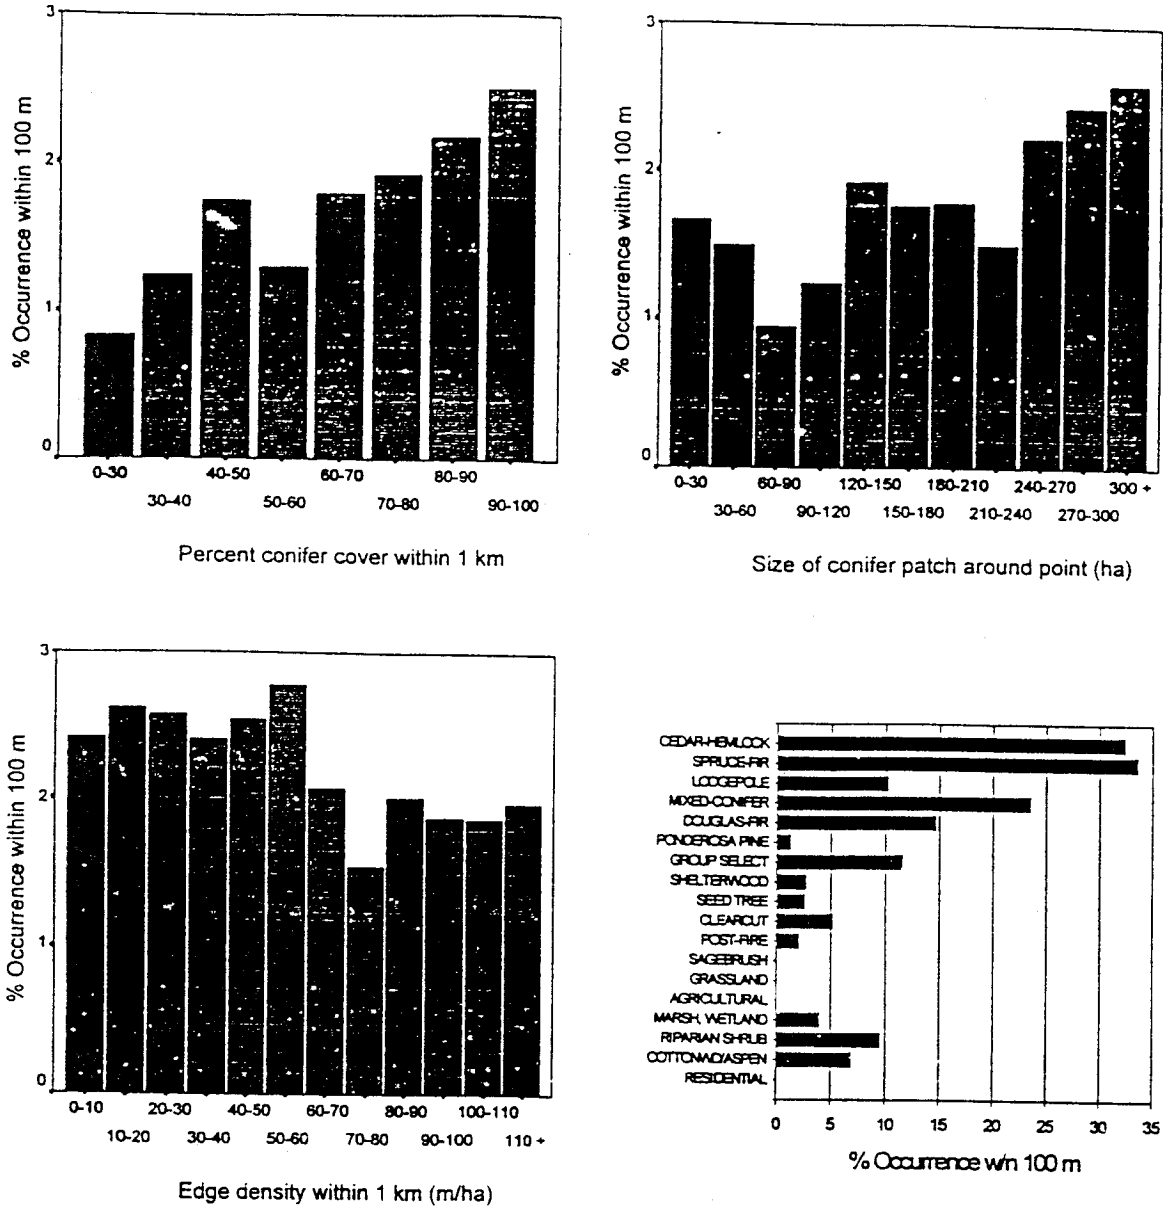 3
2
1
0
% Occurrence within 100 m
0-30
40-50
60-70
80-90
30-40
50-60
70-80
90-100
Percent conifer cover within 1 km
3
2
1
0
% Occurrence within 100 m
0-30
60-90
120-150
180-210
240-270
300 +
30-60
90-120
150-180
210-240
270-300
Size of conifer patch around point (ha)
3
2
1
0
% Occurrence within 100 m
0-10
20-30
40-50
60-70
80-90
100-110
10-20
30-40
50-60
70-80
90-100
110 +
Edge density within 1 km (m/ha)
CEDAR-HEMLOCK
SPRUCE-FIR
LODGEPOLE
MIXED-CONIFER
DOUGLAS-FIR
PONDEROSA PINE
GROUP SELECT
SHELTERWOOD
SEED TREE
CLEARCUT
POST-FIRE
SAGEBRUSH
GRASSLAND
AGRICULTURAL
MARSH, WETLAND
RIPARIAN SHRUB
COTTONWD/ASPEN
RESIDENTIAL
0 5 10 15 20 25 30 35
% Occurrence w/n 100 m